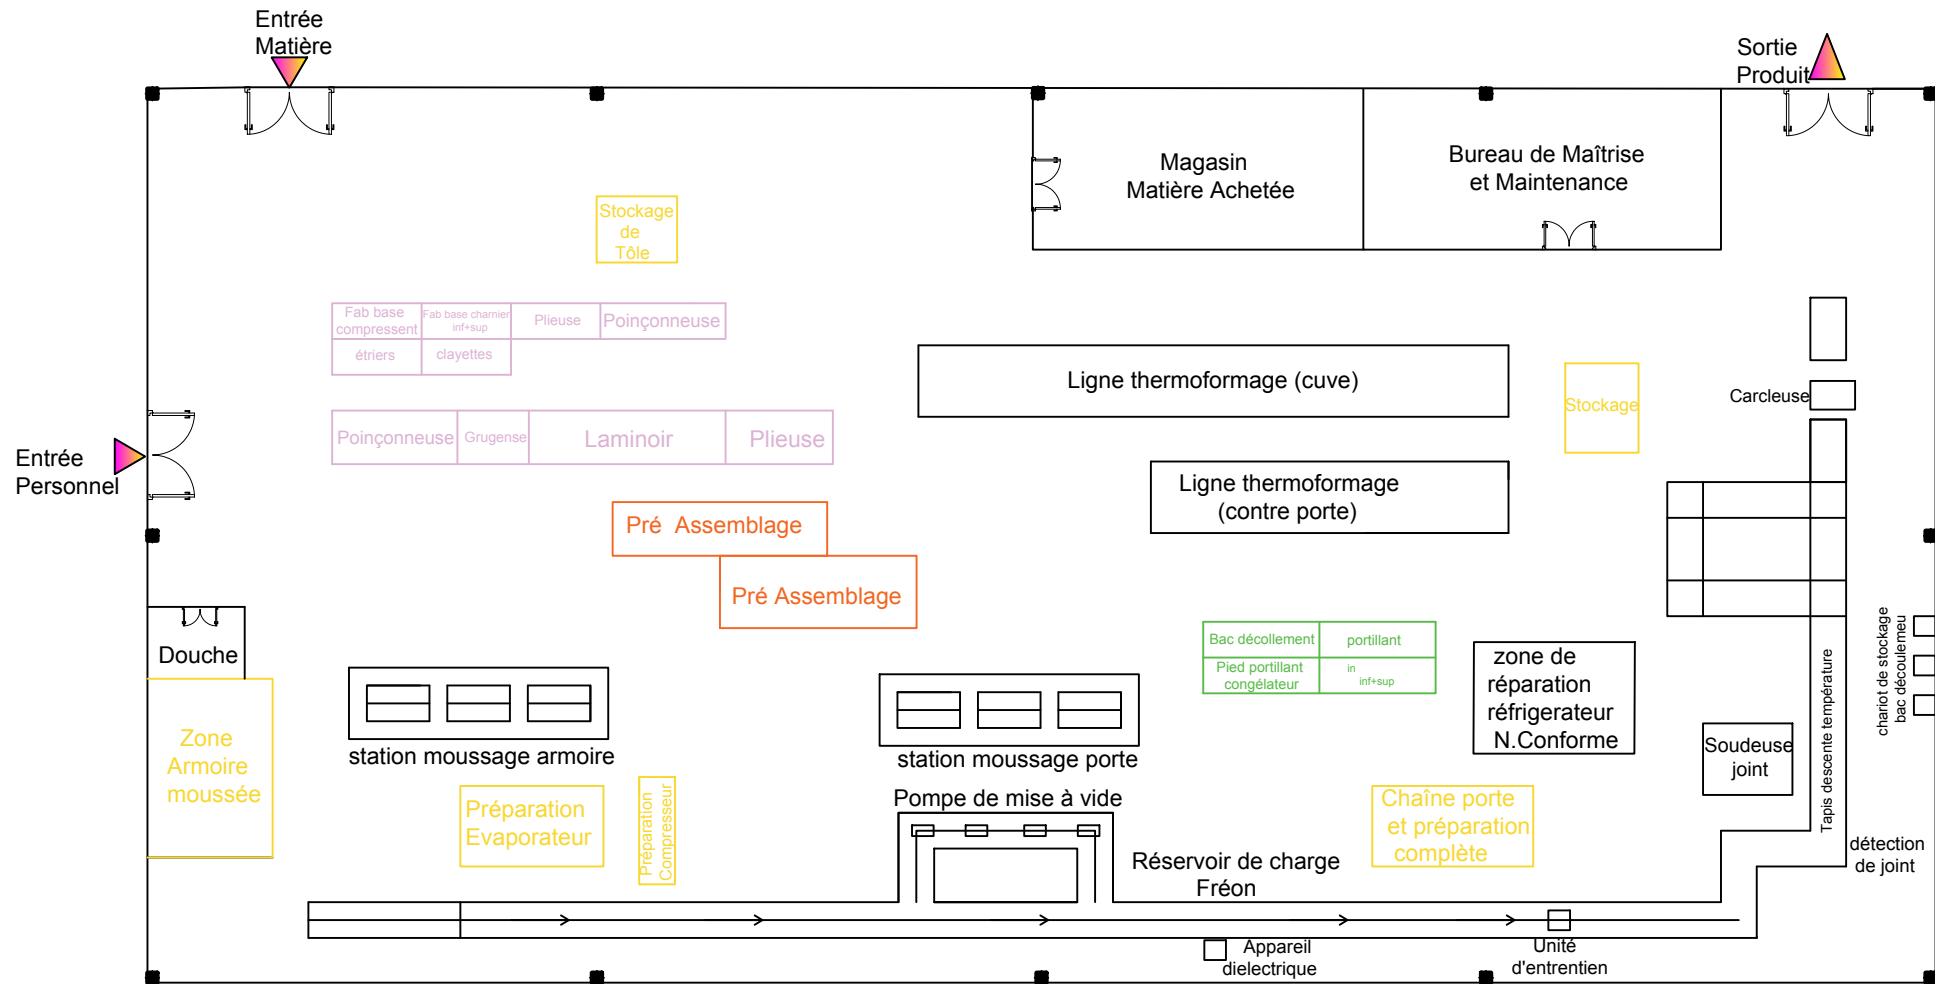 Entrée
Matière
Sortie
Produit
Magasin
Matière Achetée
Bureau de Maîtrise
et Maintenance
Stockage
de
Tôle
Fab base
compressent
Fab base charnier
inf+sup
Plieuse
Poinçonneuse
étriers
clayettes
Ligne thermoformage (cuve)
Stockage
Carcleuse
Poinçonneuse
Grugense
Laminoir
Plieuse
Entrée
Personnel
Ligne thermoformage
(contre porte)
Pré Assemblage
Pré Assemblage
Douche
Bac décollement
portillant
Pied portillant
congélateur
in
inf+sup
zone de
réparation
réfrigerateur
N.Conforme
chariot de stockage
bac découlemeu
Tapis descente température
Zone
Armoire
moussée
station moussage armoire
station moussage porte
Soudeuse
joint
Préparation
Evaporateur
Préparation
Compresseur
Pompe de mise à vide
Chaîne porte
et préparation
complète
Réservoir de charge
Fréon
détection
de joint
Appareil
dielectrique
Unité
d'entretien